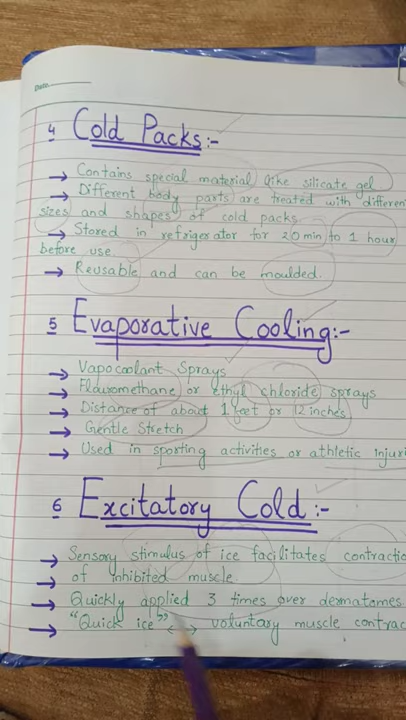 Date
4 Cold Packs:-
→ Contains special material like silicate gel
→ Different body parts are treated with differen
sizes and shapes of cold packs.
→ Stored in refrigerator for 20 min to 1 hour
before use.
→ Reusable and can be moulded.
5 Evaporative Cooling:-
→ Vapocoolant Sprays
→ Flouromethane or ethyl chloride sprays
→ Distance of about 1 feet or 12 inches
→ Gentle Stretch
→ Used in sporting activities or athletic injuri
6 Excitatory Cold:-
→ Sensory stimulus of ice facilitates contractio
→ of inhibited muscle
→ Quickly applied 3 times over dermatomes
→ "Quick ice" ↔ voluntary muscle contrac